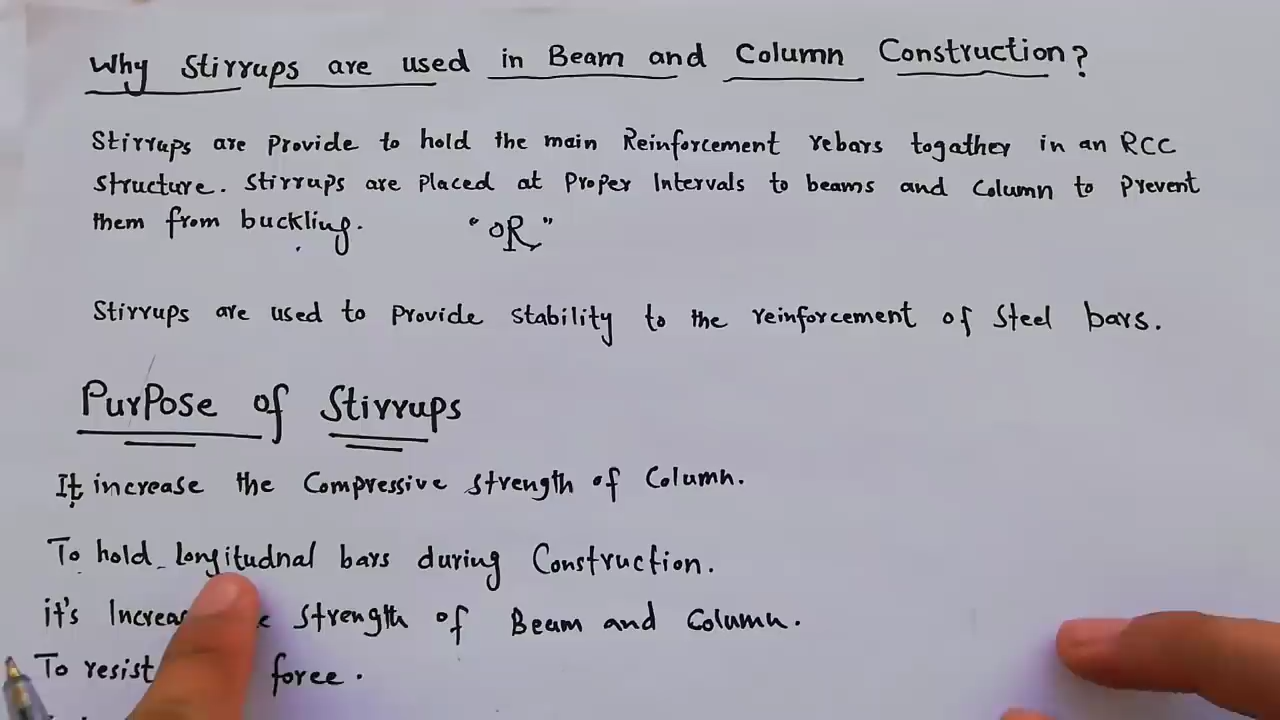 Why Stirrups are used in Beam and Column Construction?
Stirrups are Provide to hold the main Reinforcement rebars togather in an RCC
Structure. Stirrups are Placed at Proper Intervals to beams and Column to Prevent
them from buckling. "OR"
Stirrups are used to Provide Stability to the reinforcement of Steel bars.
PurPose of Stirrups
It increase the Compressive Strength of Column.
To hold longitudnal bars during Construction.
it's Strength of Beam and Column.
To resist force.